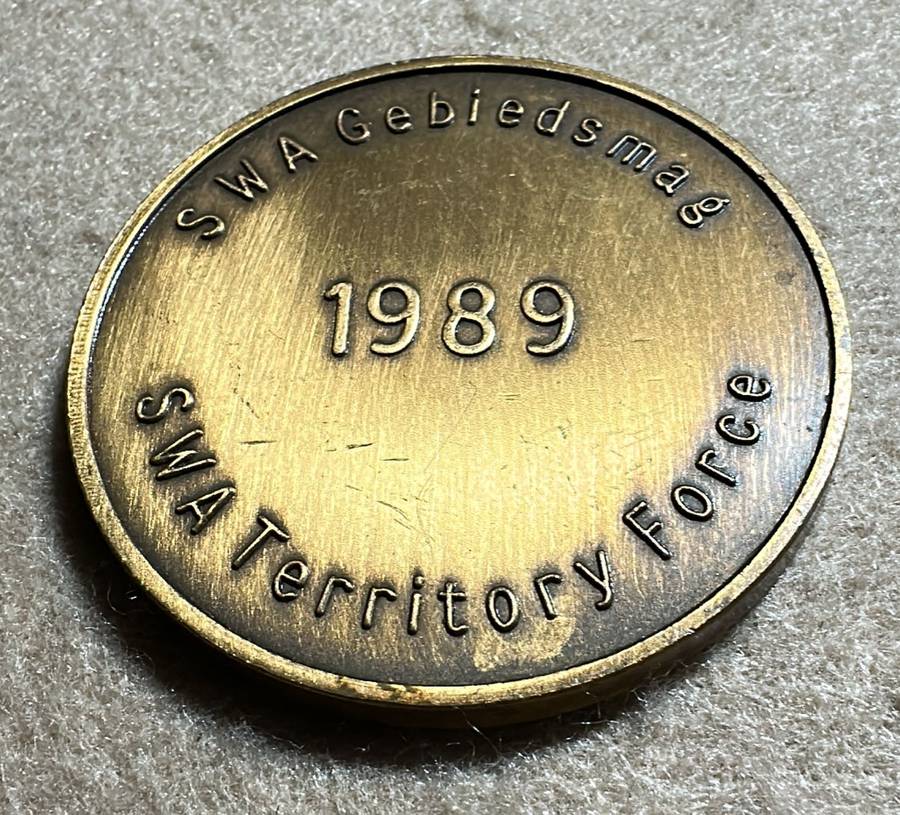 SWA Gebiedsmag
1989
SWA Territory Force